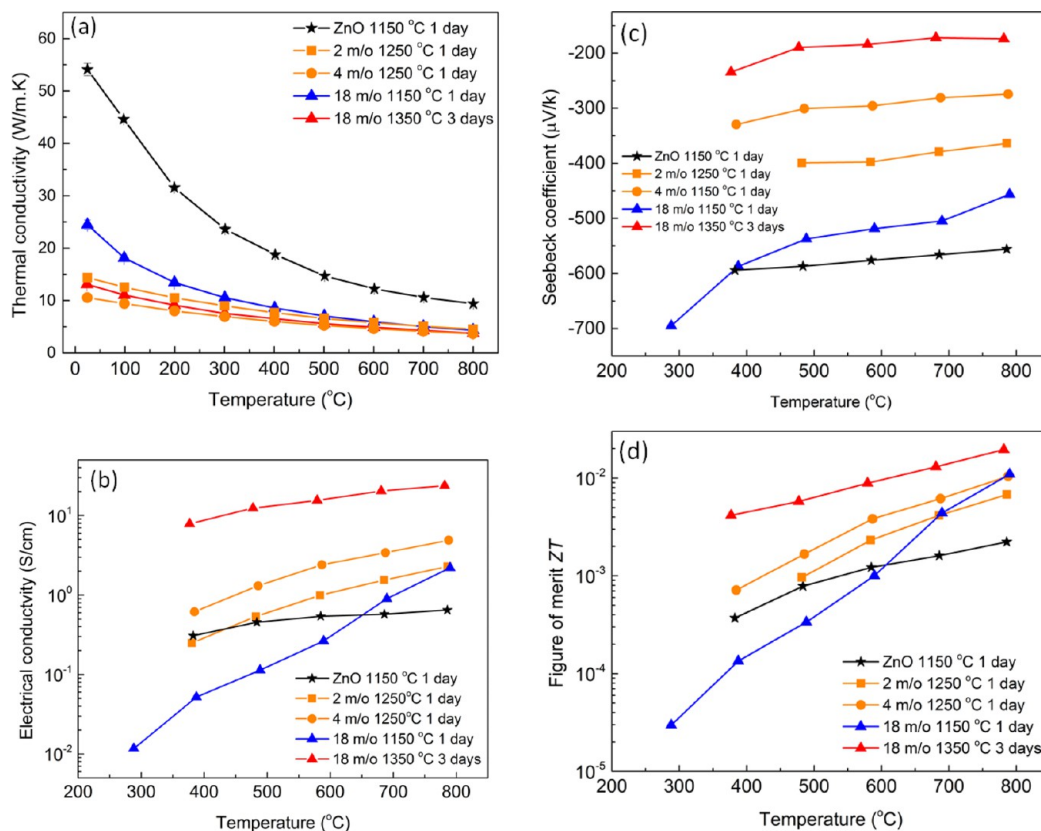 (a)
ZnO 1150 °C 1 day
2 m/o 1250 °C 1 day
4 m/o 1250 °C 1 day
18 m/o 1150 °C 1 day
18 m/o 1350 °C 3 days
60
50
40
30
20
10
0
Thermal conductivity (W/m.K)
0 100 200 300 400 500 600 700 800
Temperature (°C)
(c)
-200
-300
-400
-500
-600
-700
Seebeck coefficient (μV/k)
ZnO 1150 °C 1 day
2 m/o 1250 °C 1 day
4 m/o 1150 °C 1 day
18 m/o 1150 °C 1 day
18 m/o 1350 °C 3 days
200 300 400 500 600 700 800
Temperature (°C)
(b)
10¹
10⁰
10⁻¹
10⁻²
Electrical conductvity (S/cm)
ZnO 1150 °C 1 day
2 m/o 1250°C 1 day
4 m/o 1250°C 1 day
18 m/o 1150 °C 1 day
18 m/o 1350 °C 3 days
200 300 400 500 600 700 800
Temperature (°C)
(d)
10⁻²
10⁻³
10⁻⁴
10⁻⁵
Figure of merit ZT
ZnO 1150 °C 1 day
2 m/o 1250 °C 1 day
4 m/o 1250 °C 1 day
18 m/o 1150 °C 1 day
18 m/o 1350 °C 3 days
200 300 400 500 600 700 800
Temperature (°C)